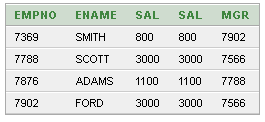 EMPNO ENAME SAL SAL MGR
7369 SMITH 800 800 7902
7788 SCOTT 3000 3000 7566
7876 ADAMS 1100 1100 7788
7902 FORD 3000 3000 7566